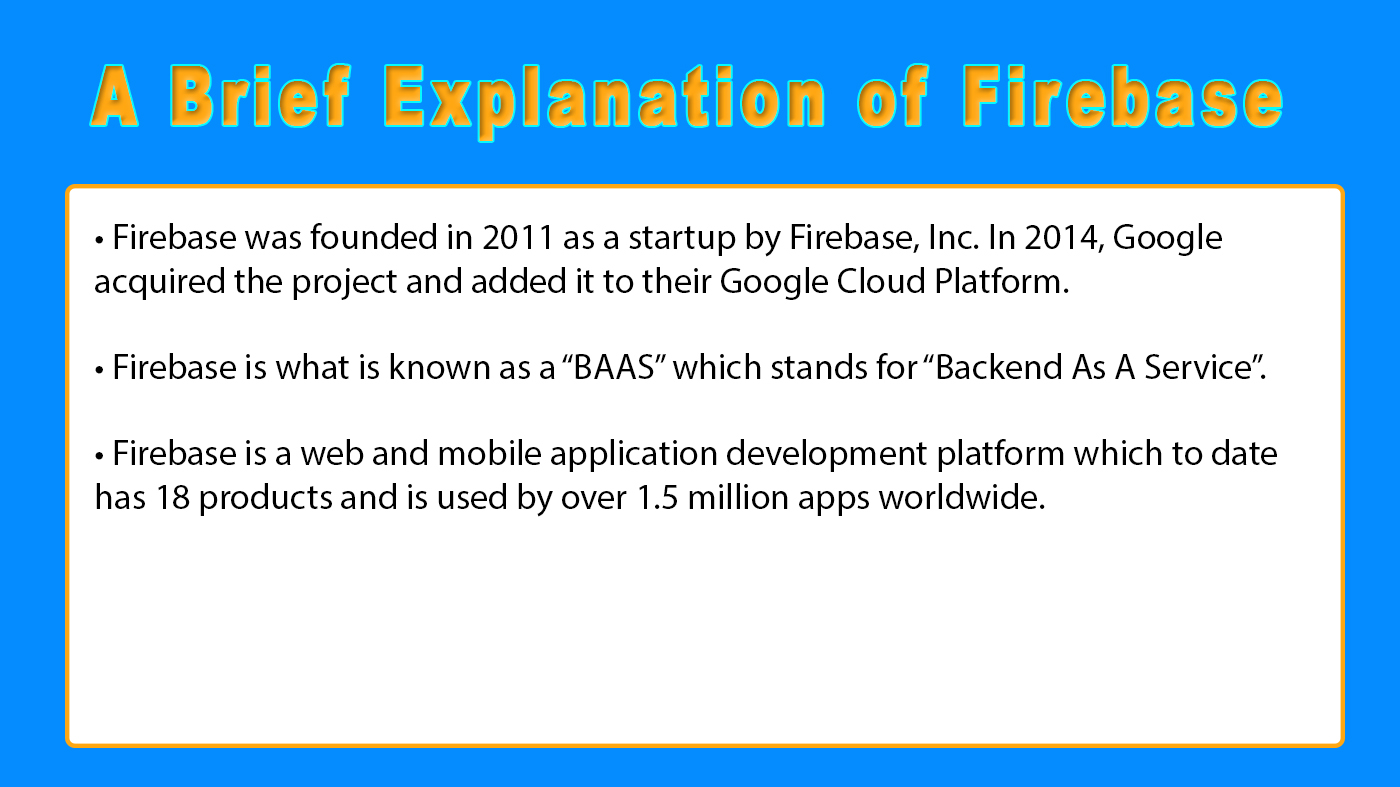 A Brief Explanation of Firebase
• Firebase was founded in 2011 as a startup by Firebase, Inc. In 2014, Google
acquired the project and added it to their Google Cloud Platform.
• Firebase is what is known as a “BAAS” which stands for “Backend As A Service”.
• Firebase is a web and mobile application development platform which to date
has 18 products and is used by over 1.5 million apps worldwide.